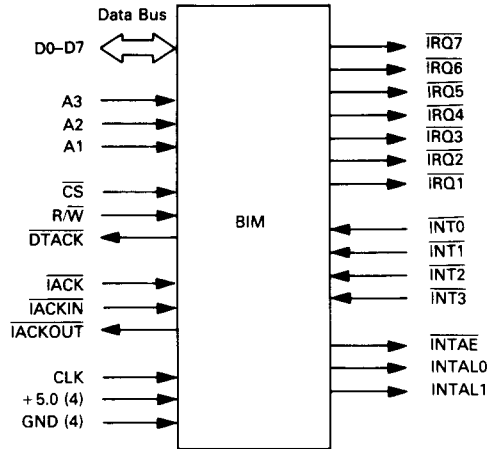 Data Bus
D0–D7
A3
A2
A1
CS
R/W
DTACK
IACK
IACKIN
IACKOUT
CLK
+5.0 (4)
GND (4)
BIM
IRQ7
IRQ6
IRQ5
IRQ4
IRQ3
IRQ2
IRQ1
INT0
INT1
INT2
INT3
INTAE
INTAL0
INTAL1